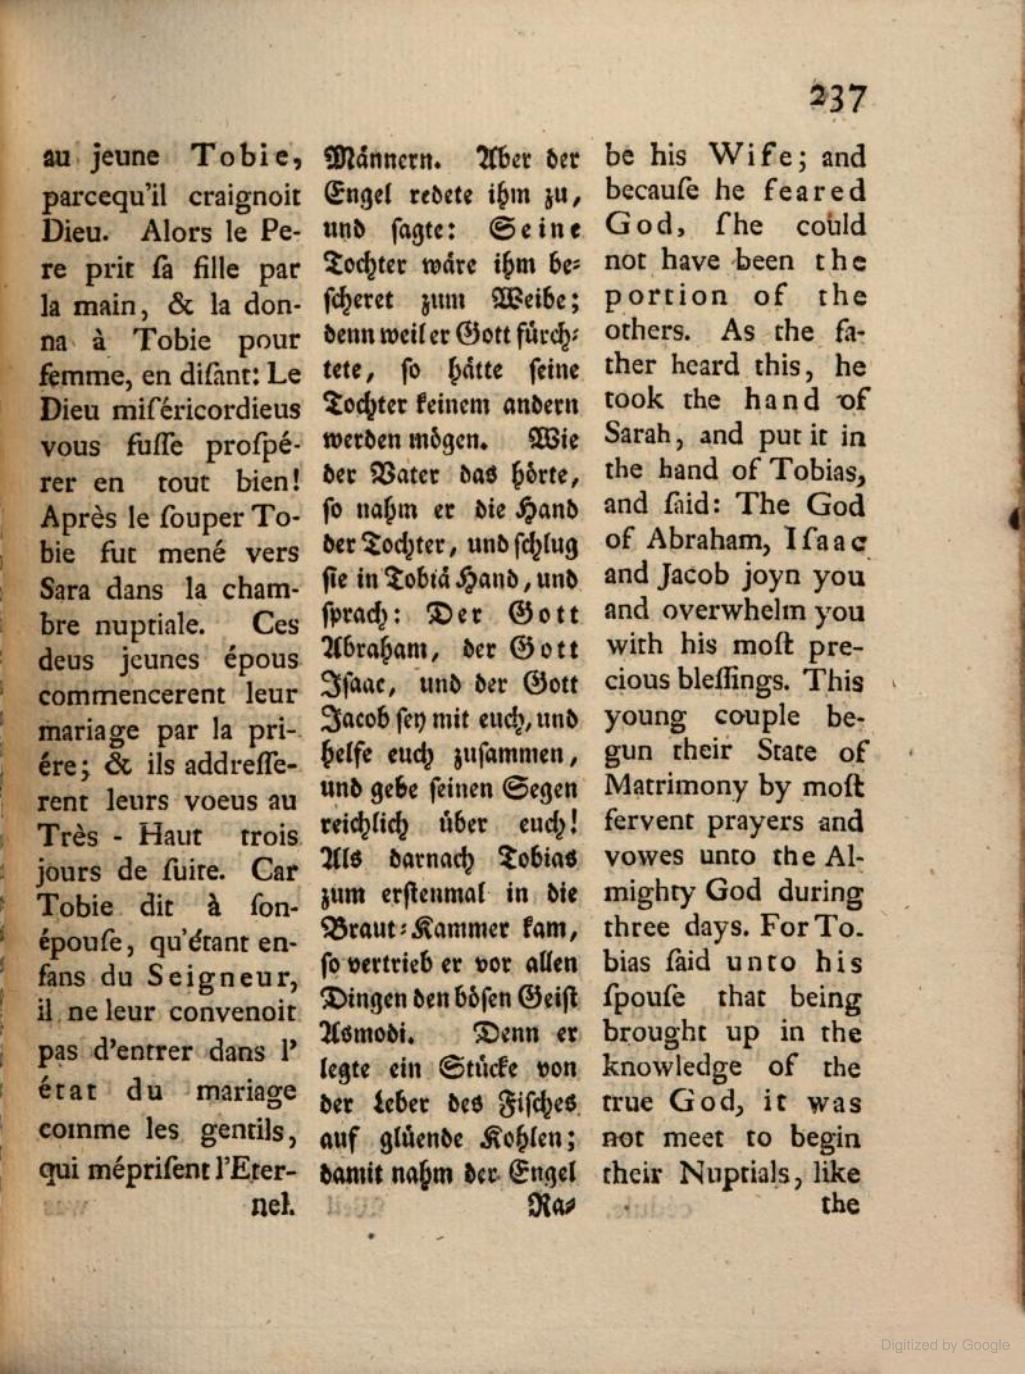 237
au jeune Tobie,
parcequ'il craignoit
Dieu. Alors le Pe-
re prit ſa fille par
la main, & la don-
na à Tobie pour
femme, en diſant: Le
Dieu miſéricordieus
vous fuſſe proſpé-
rer en tout bien!
Après le ſouper To-
bie fut mené vers
Sara dans la cham-
bre nuptiale. Ces
deus jeunes épous
commencerent leur
mariage par la pri-
ére; & ils addreſſe-
rent leurs voeus au
Très - Haut trois
jours de ſuite. Car
Tobie dit à ſon-
épouſe, qu'étant en-
fans du Seigneur,
il ne leur convenoit
pas d'entrer dans l'
état du mariage
comme les gentils,
qui mépriſent l'Eter-
nel.
Männern. Aber der
Engel redete ihm zu,
und ſagte: Seine
Tochter wäre ihm be⸗
ſcheret zum Weibe;
denn weil er Gott fürch⸗
tete, ſo hätte ſeine
Tochter keinem andern
werden mögen. Wie
der Vater das hörte,
ſo nahm er die Hand
der Tochter, und ſchlug
ſie in Tobiä Hand, und
ſprach: Der Gott
Abraham, der Gott
Iſaac, und der Gott
Jacob ſey mit euch, und
helfe euch zuſammen,
und gebe ſeinen Segen
reichlich über euch!
Als darnach Tobias
zum erſtenmal in die
Braut⸗Kammer kam,
ſo vertrieb er vor allen
Dingen den böſen Geiſt
Asmodi. Denn er
legte ein Stücke von
der Leber des Fiſches
auf glüende Kohlen;
damit nahm der Engel
Ra⸗
be his Wife; and
becauſe he feared
God, ſhe could
not have been the
portion of the
others. As the fa-
ther heard this, he
took the hand of
Sarah, and put it in
the hand of Tobias,
and ſaid: The God
of Abraham, Iſaac
and Jacob joyn you
and overwhelm you
with his moſt pre-
cious bleſſings. This
young couple be-
gun their State of
Matrimony by moſt
fervent prayers and
vowes unto the Al-
mighty God during
three days. For To.
bias ſaid unto his
ſpouſe that being
brought up in the
knowledge of the
true God, it was
not meet to begin
their Nuptials, like
the
Digitized by Google